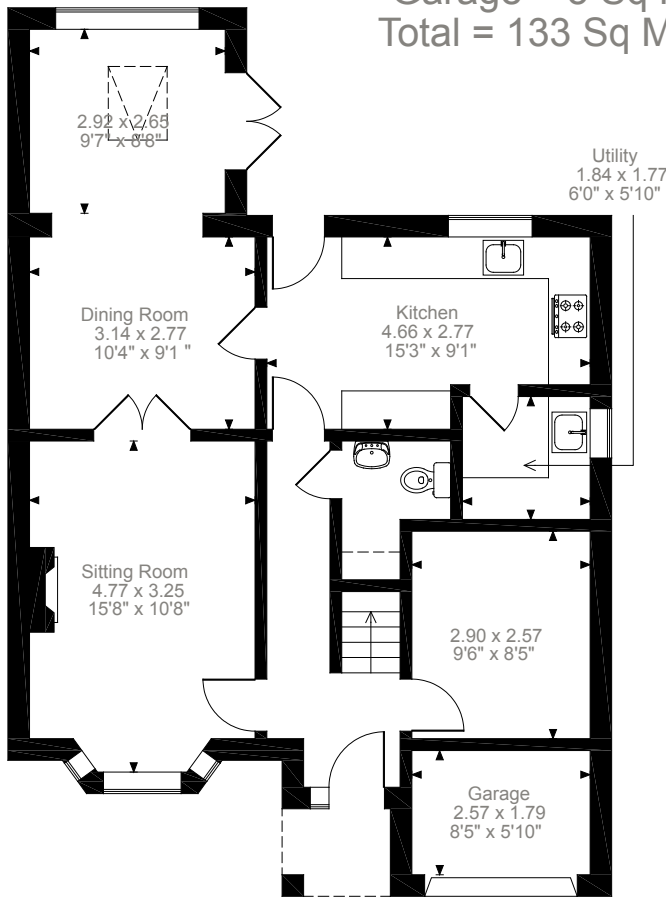 Total = 133 Sq M
2.92 x 2.65
9'7" x 8'8"
Utility
1.84 x 1.77
6'0" x 5'10"
Dining Room
3.14 x 2.77
10'4" x 9'1 "
Kitchen
4.66 x 2.77
15'3" x 9'1"
Sitting Room
4.77 x 3.25
15'8" x 10'8"
2.90 x 2.57
9'6" x 8'5"
Garage
2.57 x 1.79
8'5" x 5'10"